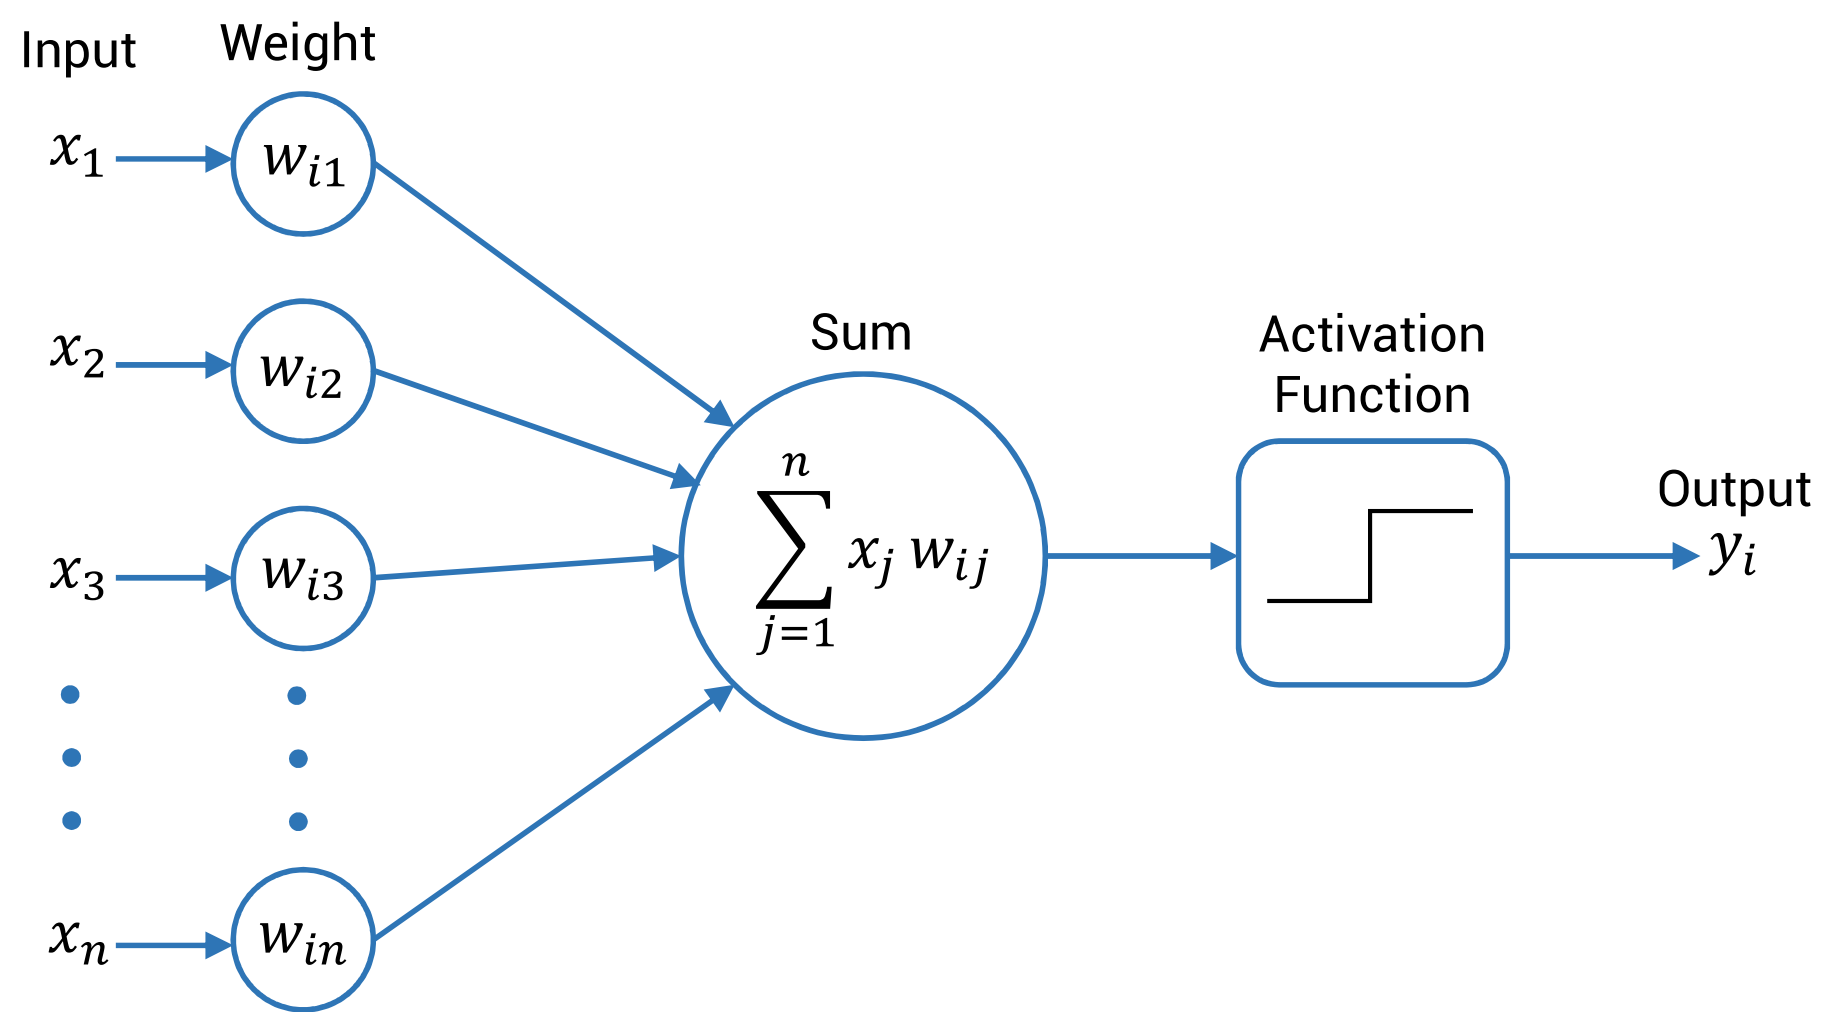 Input
Weight
x₁
wᵢ₁
x₂
wᵢ₂
x₃
wᵢ₃
xₙ
wᵢₙ
Sum
n
∑ xⱼ wᵢⱼ
j=1
Activation
Function
Output
yᵢ